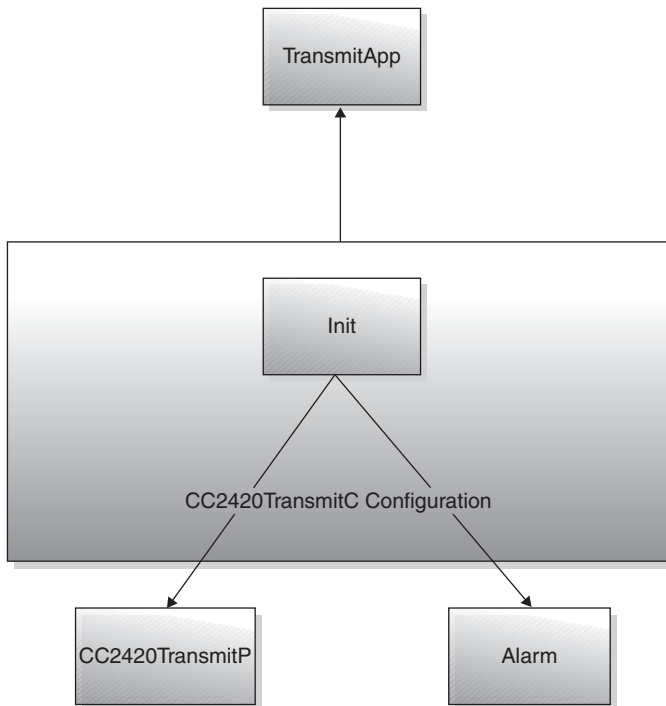 TransmitApp
Init
CC2420TransmitC Configuration
CC2420TransmitP
Alarm